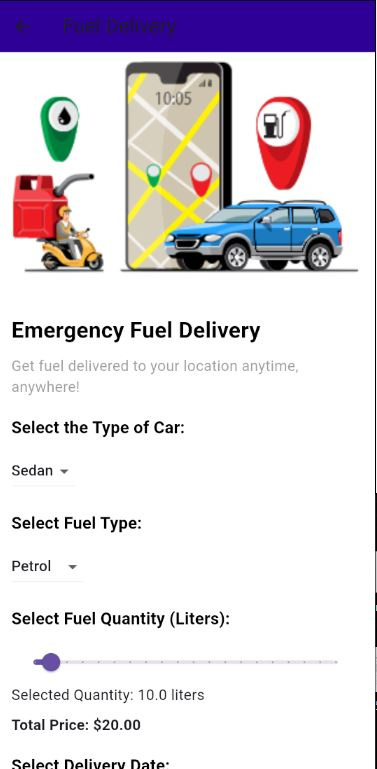 Fuel Delivery
10:05
Emergency Fuel Delivery
Get fuel delivered to your location anytime,
anywhere!
Select the Type of Car:
Sedan
Select Fuel Type:
Petrol
Select Fuel Quantity (Liters):
Selected Quantity: 10.0 liters
Total Price: $20.00
Select Delivery Date: